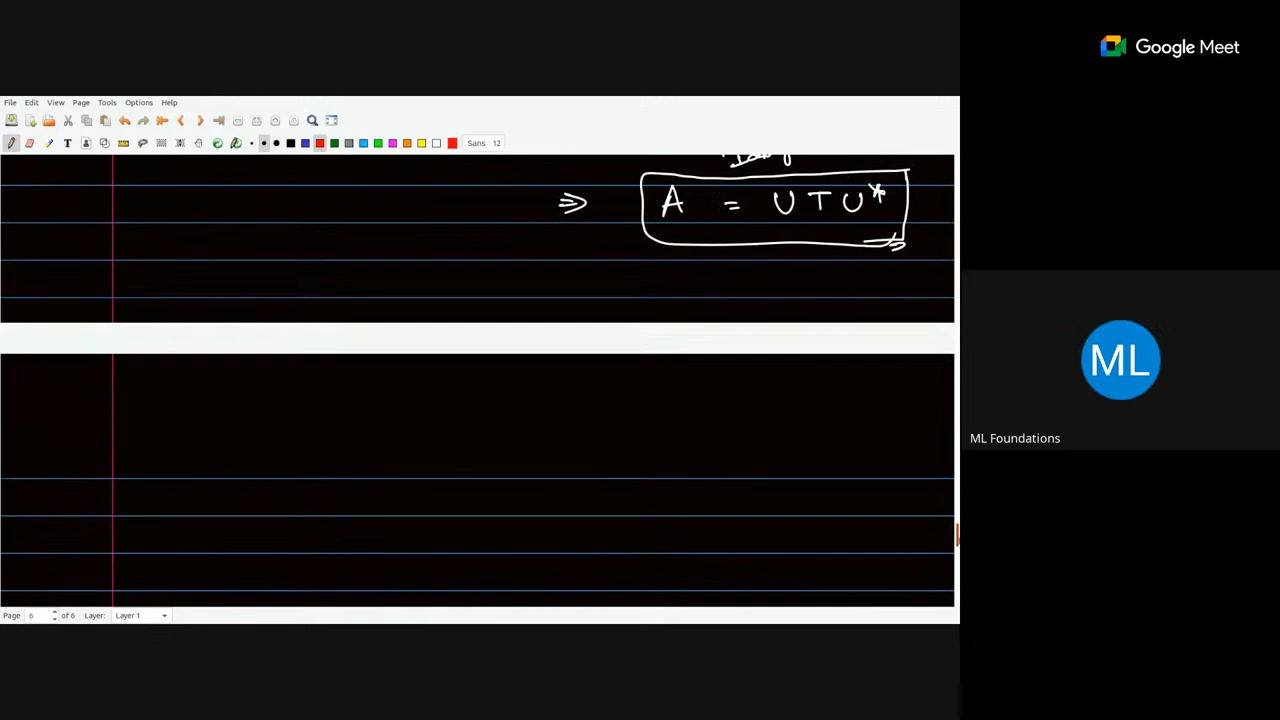 Google Meet
File Edit View Page Tools Options Help
Sans 12
⇒ A = U T U*
ML
ML Foundations
Page 6 of 6 Layer: Layer 1